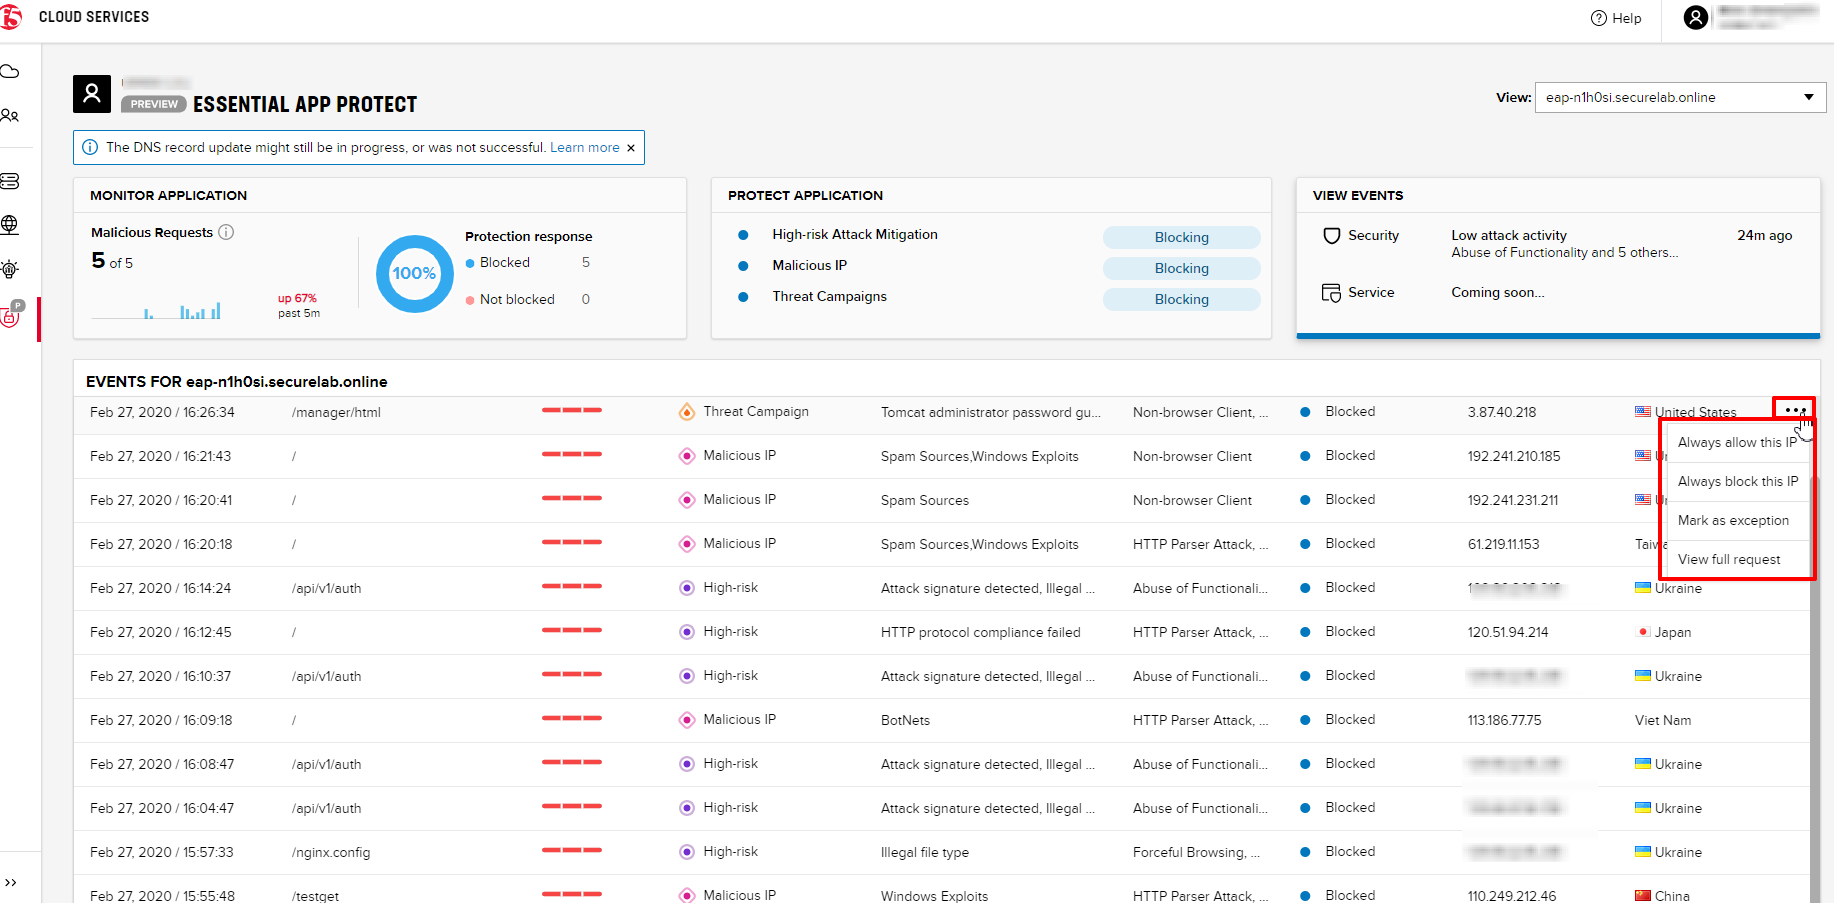 f5 CLOUD SERVICES
Help
PREVIEW ESSENTIAL APP PROTECT
View: eap-n1h0si.securelab.online
The DNS record update might still be in progress, or was not successful. Learn more ×
MONITOR APPLICATION
Malicious Requests
5 of 5
up 67%
past 5m
100%
Protection response
Blocked 5
Not blocked 0
PROTECT APPLICATION
High-risk Attack Mitigation Blocking
Malicious IP Blocking
Threat Campaigns Blocking
VIEW EVENTS
Security Low attack activity 24m ago
Abuse of Functionality and 5 others...
Service Coming soon...
P
EVENTS FOR eap-n1h0si.securelab.online
Feb 27, 2020 / 16:26:34 /manager/html Threat Campaign Tomcat administrator password gu... Non-browser Client, ... Blocked 3.87.40.218 United States
Always allow this IP
Feb 27, 2020 / 16:21:43 / Malicious IP Spam Sources,Windows Exploits Non-browser Client Blocked 192.241.210.185
Always block this IP
Feb 27, 2020 / 16:20:41 / Malicious IP Spam Sources Non-browser Client Blocked 192.241.231.211
Mark as exception
Feb 27, 2020 / 16:20:18 / Malicious IP Spam Sources,Windows Exploits HTTP Parser Attack, ... Blocked 61.219.11.153
View full request
Feb 27, 2020 / 16:14:24 /api/v1/auth High-risk Attack signature detected, Illegal ... Abuse of Functionali... Blocked Ukraine
Feb 27, 2020 / 16:12:45 / High-risk HTTP protocol compliance failed HTTP Parser Attack, ... Blocked 120.51.94.214 Japan
Feb 27, 2020 / 16:10:37 /api/v1/auth High-risk Attack signature detected, Illegal ... Abuse of Functionali... Blocked Ukraine
Feb 27, 2020 / 16:09:18 / Malicious IP BotNets HTTP Parser Attack, ... Blocked 113.186.77.75 Viet Nam
Feb 27, 2020 / 16:08:47 /api/v1/auth High-risk Attack signature detected, Illegal ... Abuse of Functionali... Blocked Ukraine
Feb 27, 2020 / 16:04:47 /api/v1/auth High-risk Attack signature detected, Illegal ... Abuse of Functionali... Blocked Ukraine
Feb 27, 2020 / 15:57:33 /nginx.config High-risk Illegal file type Forceful Browsing, ... Blocked Ukraine
Feb 27, 2020 / 15:55:48 /testget Malicious IP Windows Exploits HTTP Parser Attack, ... Blocked 110.249.212.46 China